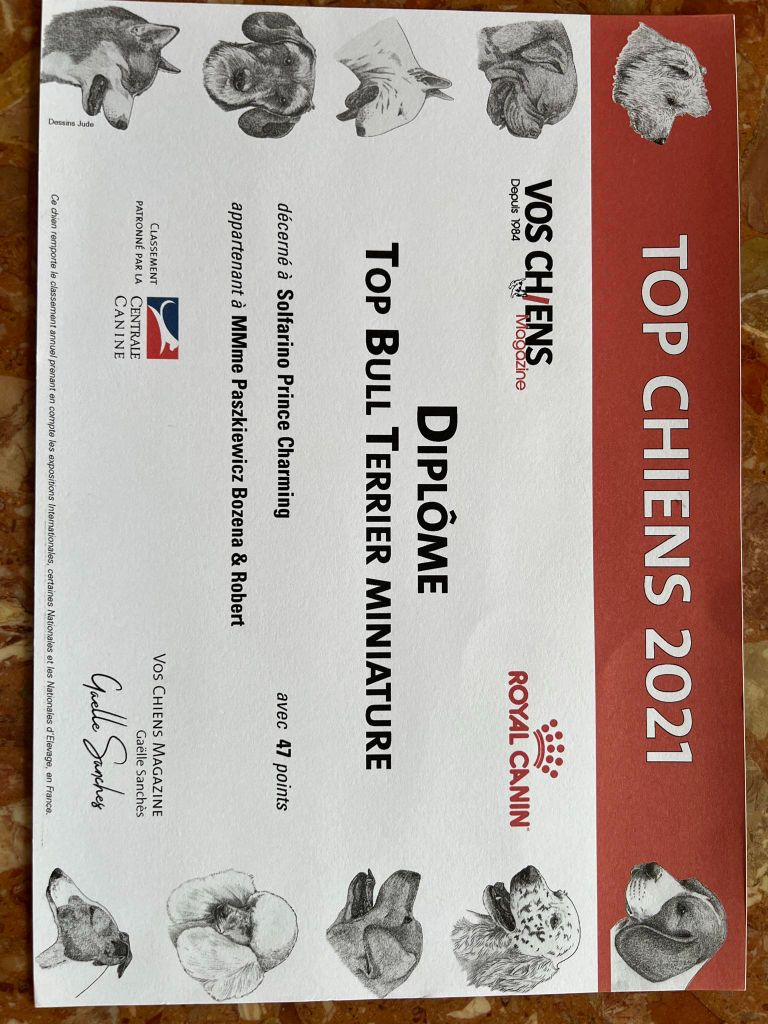 TOP CHIENS 2021
VOS CHIENS
Magazine
Depuis 1984
ROYAL CANIN
DIPLÔME
TOP BULL TERRIER MINIATURE
décerné à Solfarino Prince Charming avec 47 points
appartenant à MMme Paszkiewicz Bozena & Robert
CLASSEMENT
PATRONNÉ PAR LA
CENTRALE
CANINE
VOS CHIENS MAGAZINE
Gaëlle Sanchès
Gaelle Sanches
Dessins Jude
Ce chien remporte le classement annuel prenant en compte les expositions Internationales, certaines Nationales et les Nationales d'Elevage, en France.